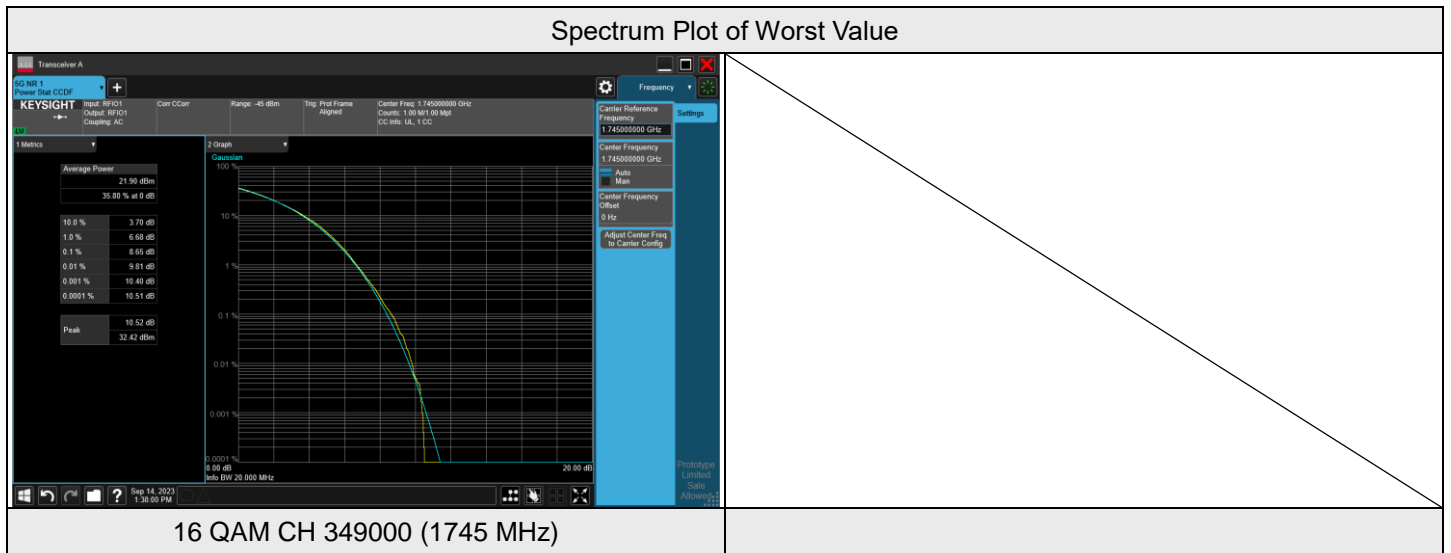 Spectrum Plot of Worst Value
Transceiver A
5G NR 1
Power Stat CCDF
+
Frequency
KEYSIGHT
Input: RFIO1
Output: RFIO1
Coupling: AC
Corr CCorr
Range: -45 dBm
Trig: Prot Frame
Aligned
Center Freq: 1.745000000 GHz
Counts: 1.00 M/1.00 Mpt
CC Info: UL, 1 CC
Carrier Reference
Frequency
1.745000000 GHz
Settings
Center Frequency
1.745000000 GHz
Auto
Man
Center Frequency
Offset
0 Hz
Adjust Center Freq
to Carrier Config
1 Metrics
Average Power
21.90 dBm
35.80 % at 0 dB
10.0 % 3.70 dB
1.0 % 6.68 dB
0.1 % 8.65 dB
0.01 % 9.81 dB
0.001 % 10.40 dB
0.0001 % 10.51 dB
Peak
10.52 dB
32.42 dBm
2 Graph
Gaussian
100 %
10 %
1 %
0.1 %
0.01 %
0.001 %
0.0001 %
0.00 dB 20.00 dB
Info BW 20.000 MHz
Prototype
Limited
Sale
Allowed
?
Sep 14, 2023
1:38:00 PM
16 QAM CH 349000 (1745 MHz)